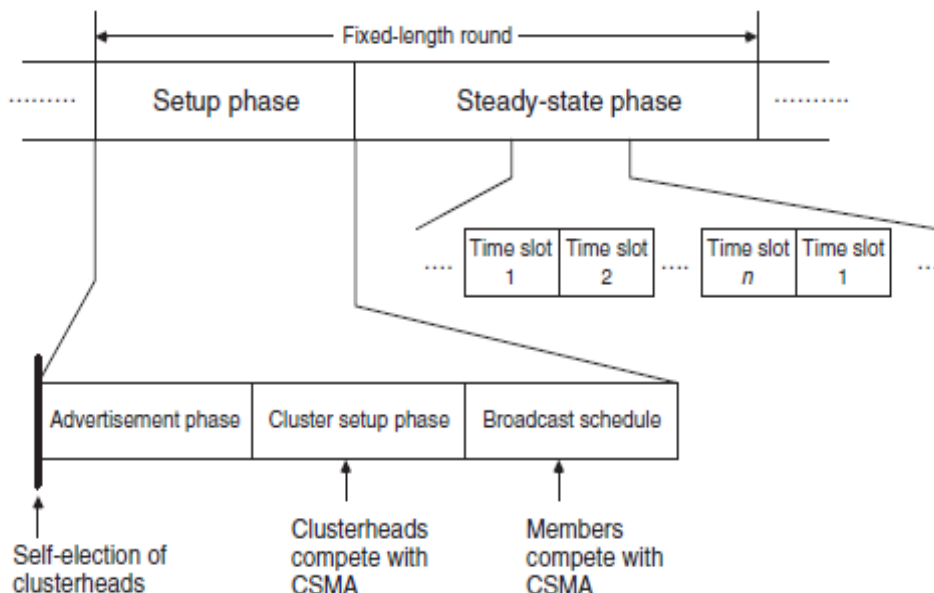 Fixed-length round
.........
Setup phase
Steady-state phase
..........
....
Time slot
1
Time slot
2
....
Time slot
n
Time slot
1
...
Advertisement phase
Cluster setup phase
Broadcast schedule
Self-election of
clusterheads
Clusterheads
compete with
CSMA
Members
compete with
CSMA